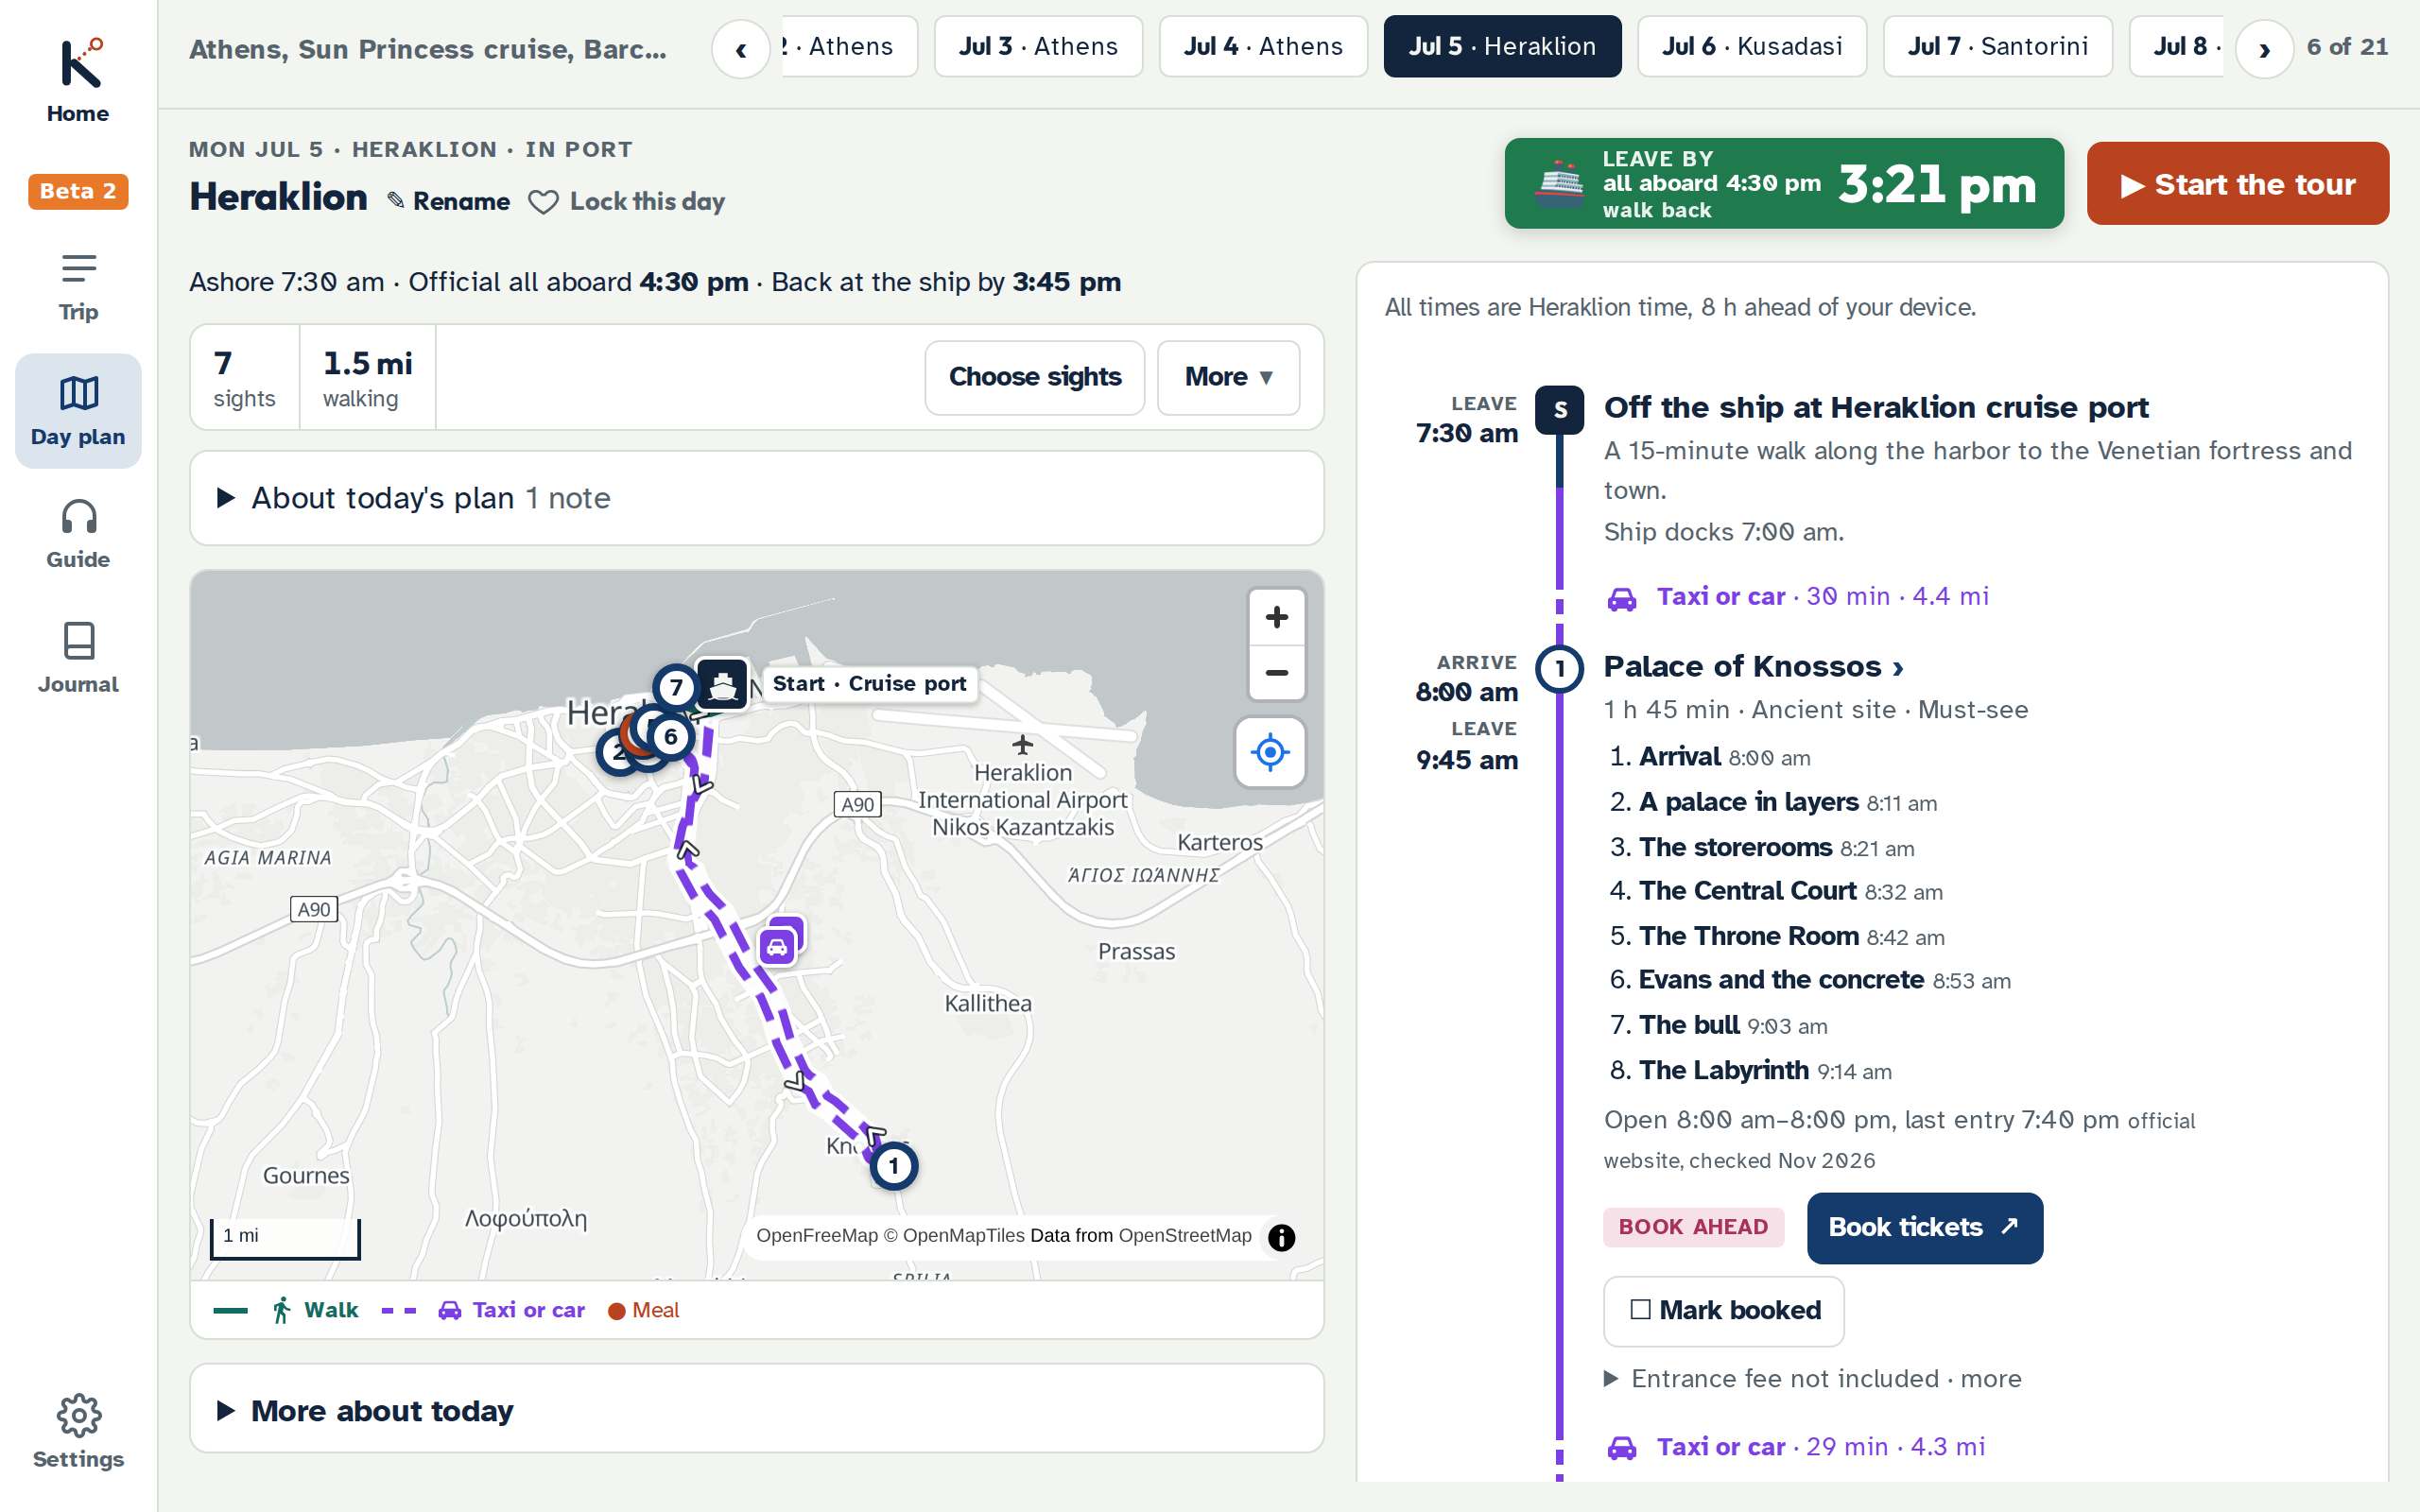 Home
Beta 2
Trip
Day plan
Guide
Journal
Settings
Athens, Sun Princess cruise, Barc...
‹
· Athens
Jul 3 · Athens
Jul 4 · Athens
Jul 5 · Heraklion
Jul 6 · Kusadasi
Jul 7 · Santorini
Jul 8 ·
›
6 of 21
MON JUL 5 · HERAKLION · IN PORT
Heraklion ✎ Rename Lock this day
LEAVE BY
all aboard 4:30 pm
walk back
3:21 pm
▶ Start the tour
Ashore 7:30 am · Official all aboard 4:30 pm · Back at the ship by 3:45 pm
7
sights
1.5 mi
walking
Choose sights
More ▼
▶ About today's plan 1 note
7
Start · Cruise port
6
2
A90
Heraklion
International Airport
Nikos Kazantzakis
Karteros
AGIA MARINA
ΆΓΙΟΣ ΙΩΆΝΝΗΣ
A90
Prassas
Kallithea
1
Gournes
Λοφούπολη
1 mi
OpenFreeMap © OpenMapTiles Data from OpenStreetMap
+
−
Walk
Taxi or car
Meal
▶ More about today
All times are Heraklion time, 8 h ahead of your device.
LEAVE
7:30 am
S
Off the ship at Heraklion cruise port
A 15-minute walk along the harbor to the Venetian fortress and
town.
Ship docks 7:00 am.
Taxi or car · 30 min · 4.4 mi
ARRIVE
8:00 am
LEAVE
9:45 am
1
Palace of Knossos ›
1 h 45 min · Ancient site · Must-see
1. Arrival 8:00 am
2. A palace in layers 8:11 am
3. The storerooms 8:21 am
4. The Central Court 8:32 am
5. The Throne Room 8:42 am
6. Evans and the concrete 8:53 am
7. The bull 9:03 am
8. The Labyrinth 9:14 am
Open 8:00 am–8:00 pm, last entry 7:40 pm official
website, checked Nov 2026
BOOK AHEAD
Book tickets ↗
☐ Mark booked
▶ Entrance fee not included · more
Taxi or car · 29 min · 4.3 mi